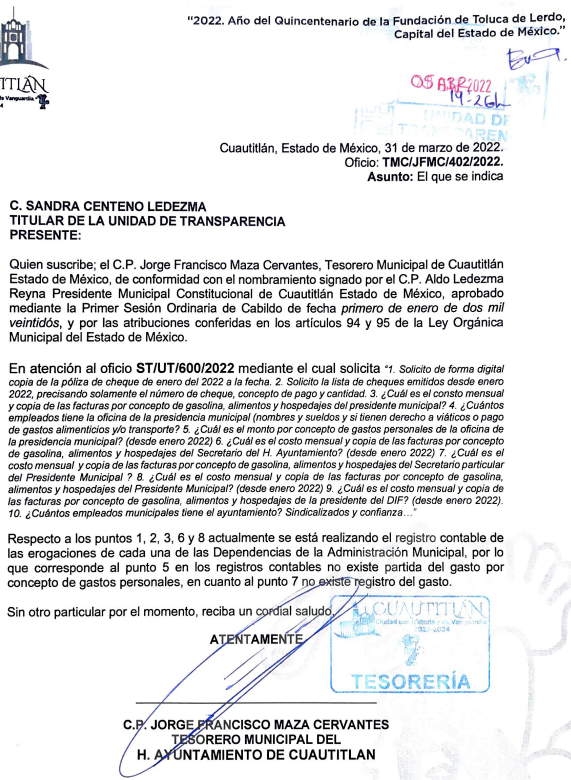 "2022. Año del Quincentenario de la Fundación de Toluca de Lerdo,
Capital del Estado de México."
TITLÁN
05 ABR 2022
14:26h
UNIDAD DE
TRANSPAREN
Cuautitlán, Estado de México, 31 de marzo de 2022.
Oficio: TMC/JFMC/402/2022.
Asunto: El que se indica
C. SANDRA CENTENO LEDEZMA
TITULAR DE LA UNIDAD DE TRANSPARENCIA
PRESENTE:
Quien suscribe; el C.P. Jorge Francisco Maza Cervantes, Tesorero Municipal de Cuautitlán
Estado de México, de conformidad con el nombramiento signado por el C.P. Aldo Ledezma
Reyna Presidente Municipal Constitucional de Cuautitlán Estado de México, aprobado
mediante la Primer Sesión Ordinaria de Cabildo de fecha primero de enero de dos mil
veintidós, y por las atribuciones conferidas en los artículos 94 y 95 de la Ley Orgánica
Municipal del Estado de México.
En atención al oficio ST/UT/600/2022 mediante el cual solicita "1. Solicito de forma digital
copia de la póliza de cheque de enero del 2022 a la fecha. 2. Solicito la lista de cheques emitidos desde enero
2022, precisando solamente el número de cheque, concepto de pago y cantidad. 3. ¿Cuál es el consto mensual
y copia de las facturas por concepto de gasolina, alimentos y hospedajes del presidente municipal? 4. ¿Cuántos
empleados tiene la oficina de la presidencia municipal (nombres y sueldos y si tienen derecho a viáticos o pago
de gastos alimenticios y/o transporte? 5. ¿Cuál es el monto por concepto de gastos personales de la oficina de
la presidencia municipal? (desde enero 2022) 6. ¿Cuál es el costo mensual y copia de las facturas por concepto
de gasolina, alimentos y hospedajes del Secretario del H. Ayuntamiento? (desde enero 2022) 7. ¿Cuál es el
costo mensual y copia de las facturas por concepto de gasolina, alimentos y hospedajes del Secretario particular
del Presidente Municipal ? 8. ¿Cuál es el costo mensual y copia de las facturas por concepto de gasolina,
alimentos y hospedajes del Presidente Municipal? (desde enero 2022) 9. ¿Cuál es el costo mensual y copia de
las facturas por concepto de gasolina, alimentos y hospedajes de la presidenta del DIF? (desde enero 2022).
10. ¿Cuántos empleados municipales tiene el ayuntamiento? Sindicalizados y confianza…"
Respecto a los puntos 1, 2, 3, 6 y 8 actualmente se está realizando el registro contable de
las erogaciones de cada una de las Dependencias de la Administración Municipal, por lo
que corresponde al punto 5 en los registros contables no existe partida del gasto por
concepto de gastos personales, en cuanto al punto 7 no existe registro del gasto.
Sin otro particular por el momento, reciba un cordial saludo.
CUAUTITLÁN
2022-2024
TESORERÍA
ATENTAMENTE
C.P. JORGE FRANCISCO MAZA CERVANTES
TESORERO MUNICIPAL DEL
H. AYUNTAMIENTO DE CUAUTITLAN